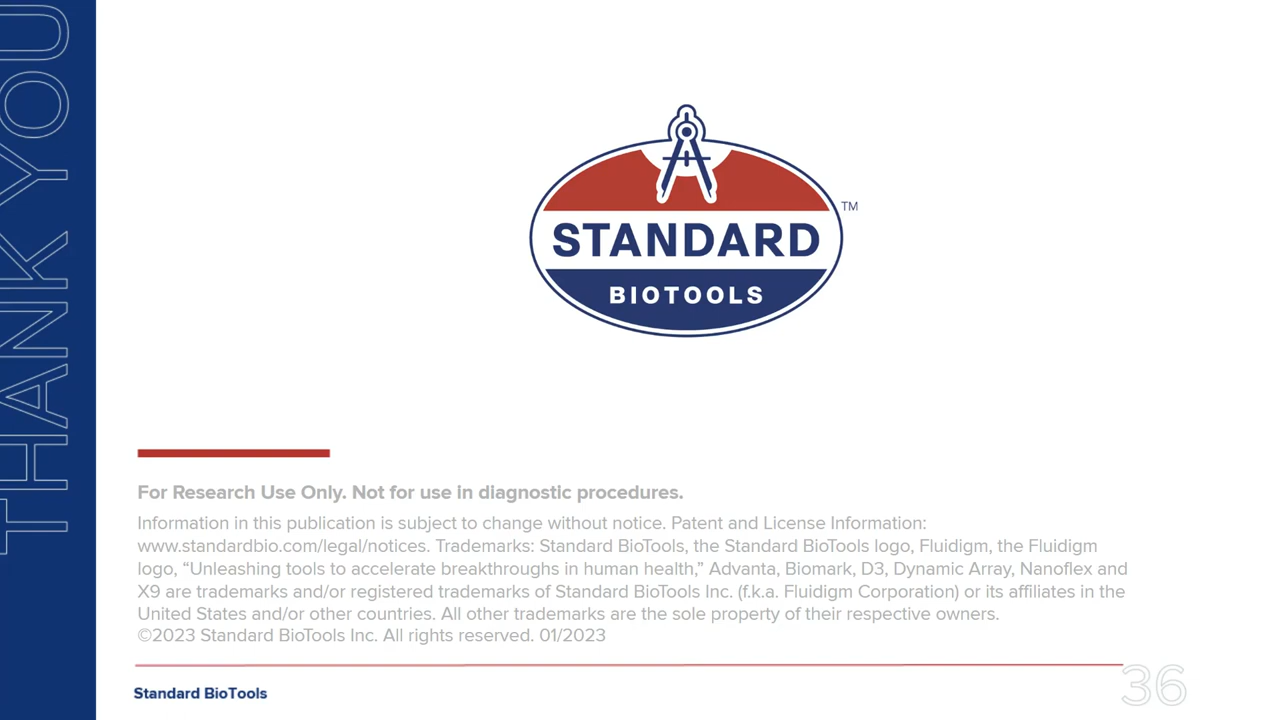 THANK YOU
STANDARD
TM
BIOTOOLS
For Research Use Only. Not for use in diagnostic procedures.
Information in this publication is subject to change without notice. Patent and License Information:
www.standardbio.com/legal/notices. Trademarks: Standard BioTools, the Standard BioTools logo, Fluidigm, the Fluidigm
logo, “Unleashing tools to accelerate breakthroughs in human health,” Advanta, Biomark, D3, Dynamic Array, Nanoflex and
X9 are trademarks and/or registered trademarks of Standard BioTools Inc. (f.k.a. Fluidigm Corporation) or its affiliates in the
United States and/or other countries. All other trademarks are the sole property of their respective owners.
©2023 Standard BioTools Inc. All rights reserved. 01/2023
Standard BioTools
36